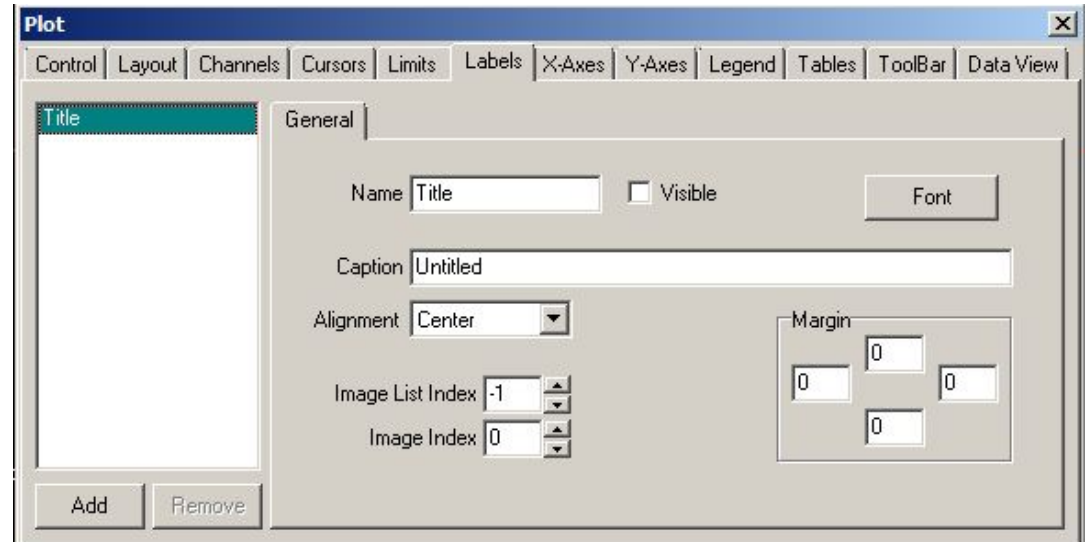 Plot
Control Layout Channels Cursors Limits Labels X-Axes Y-Axes Legend Tables ToolBar Data View
Title
General
Name Title Visible Font
Caption Untitled
Alignment Center
Margin
0
0 0
0
Image List Index -1
Image Index 0
Add Remove